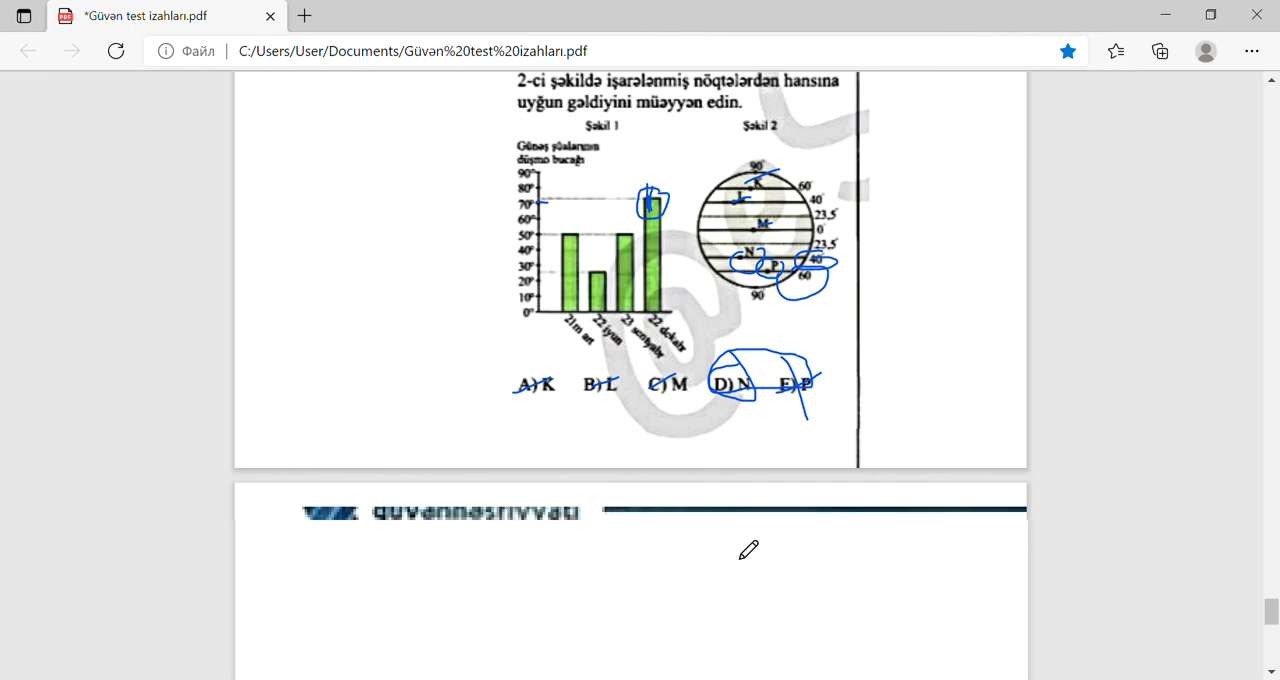 *Güvən test izahları.pdf
Файл C:/Users/User/Documents/Güvən%20test%20izahları.pdf
2-ci şəkildə işarələnmiş nöqtələrdən hansına
uyğun gəldiyini müəyyən edin.
Şəkil 1 Şəkil 2
Günəş şüalarının
düşmə bucağı
90°
80°
70°
60°
50°
40°
30°
20°
10°
0°
21mart 22 iyun 23 sentyabr 22 dekabr
90°
K 60°
L 40°
23,5°
M 0°
23,5°
N 40°
P 60
90
A) K B) L C) M D) N E) P
güvənnəşriyyatı